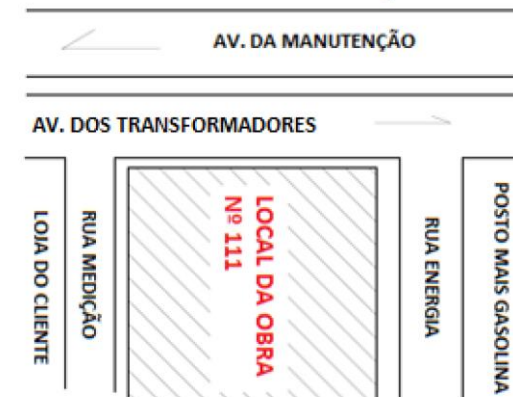 AV. DA MANUTENÇÃO
AV. DOS TRANSFORMADORES
LOJA DO CLIENTE
RUA MEDIÇÃO
LOCAL DA OBRA
Nº 111
RUA ENERGIA
POSTO MAIS GASOLINA